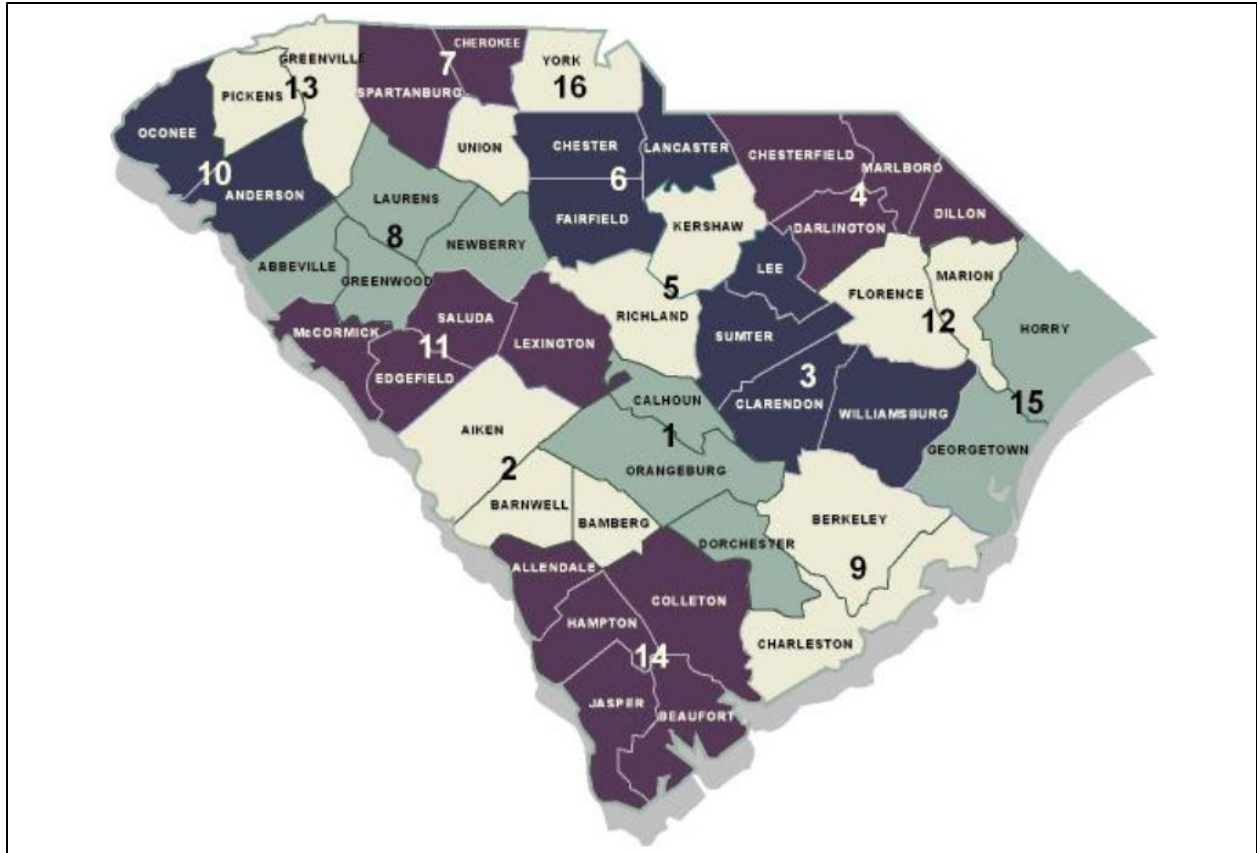 CHEROKEE
GREENVILLE
7
YORK
13
16
PICKENS
SPARTANBURG
OCONEE
UNION
CHESTER
LANCASTER
CHESTERFIELD
MARLBORO
10
6
4
ANDERSON
LAURENS
FAIRFIELD
KERSHAW
DARLINGTON
DILLON
8
NEWBERRY
ABBEVILLE
GREENWOOD
LEE
MARION
5
FLORENCE
SALUDA
RICHLAND
12
HORRY
McCORMICK
11
LEXINGTON
SUMTER
EDGEFIELD
3
CALHOUN
CLARENDON
WILLIAMSBURG
15
AIKEN
1
GEORGETOWN
2
ORANGEBURG
BARNWELL
BAMBERG
BERKELEY
DORCHESTER
9
ALLENDALE
COLLETON
HAMPTON
CHARLESTON
14
JASPER
BEAUFORT